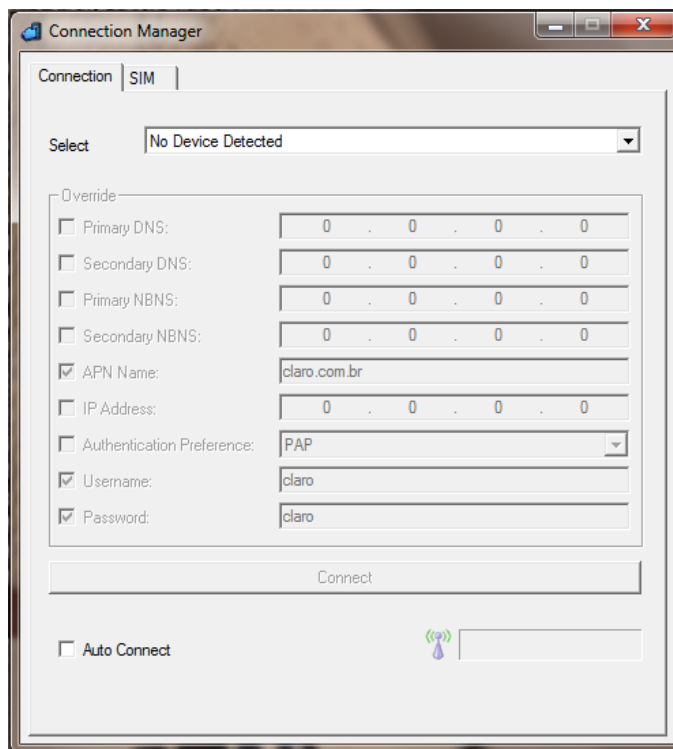 Connection Manager
Connection SIM
Select No Device Detected
Override
Primary DNS: 0 . 0 . 0 . 0
Secondary DNS: 0 . 0 . 0 . 0
Primary NBNS: 0 . 0 . 0 . 0
Secondary NBNS: 0 . 0 . 0 . 0
APN Name: claro.com.br
IP Address: 0 . 0 . 0 . 0
Authentication Preference: PAP
Username: claro
Password: claro
Connect
Auto Connect